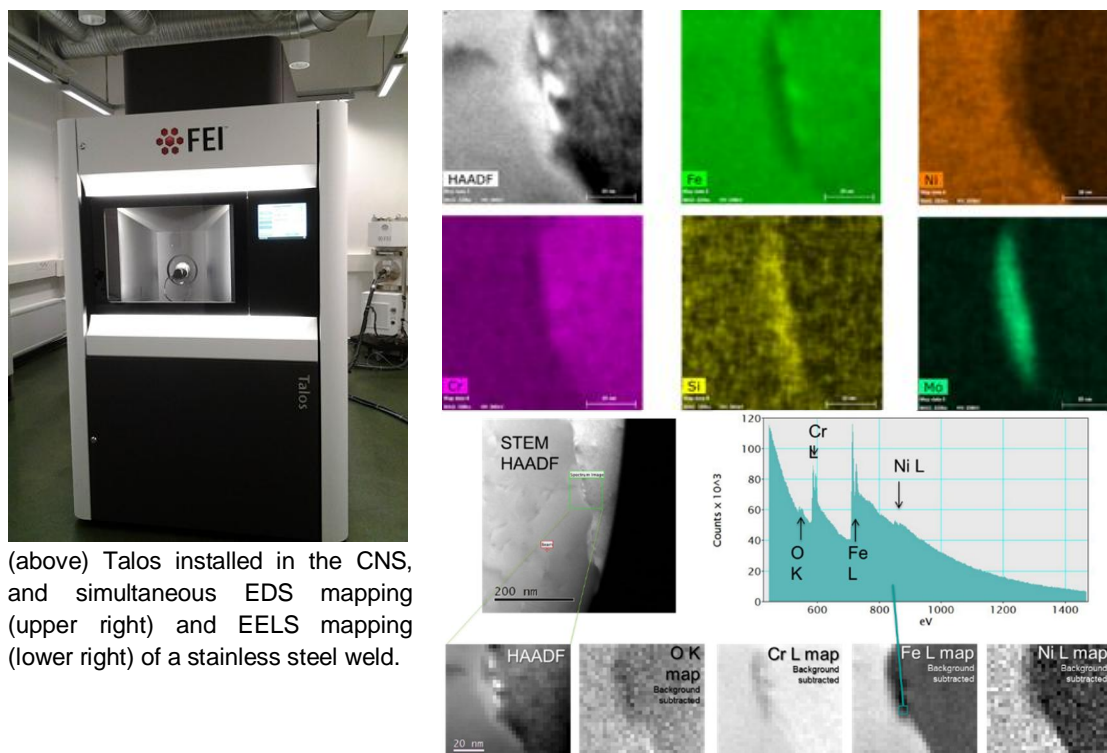 FEI™
Talos
(above) Talos installed in the CNS,
and simultaneous EDS mapping
(upper right) and EELS mapping
(lower right) of a stainless steel weld.
HAADF
Fe
Ni
Cr
Si
Mo
STEM
HAADF
Spectrum Image
200 nm
120
100
80
60
40
20
0
Counts x 10^3
Cr
L
Ni L
O
K
Fe
L
600
800
1000
1200
1400
eV
HAADF
20 nm
O K
map
Background
subtracted
Cr L map
Background
subtracted
Fe L map
Background
subtracted
Ni L map
Background
subtracted